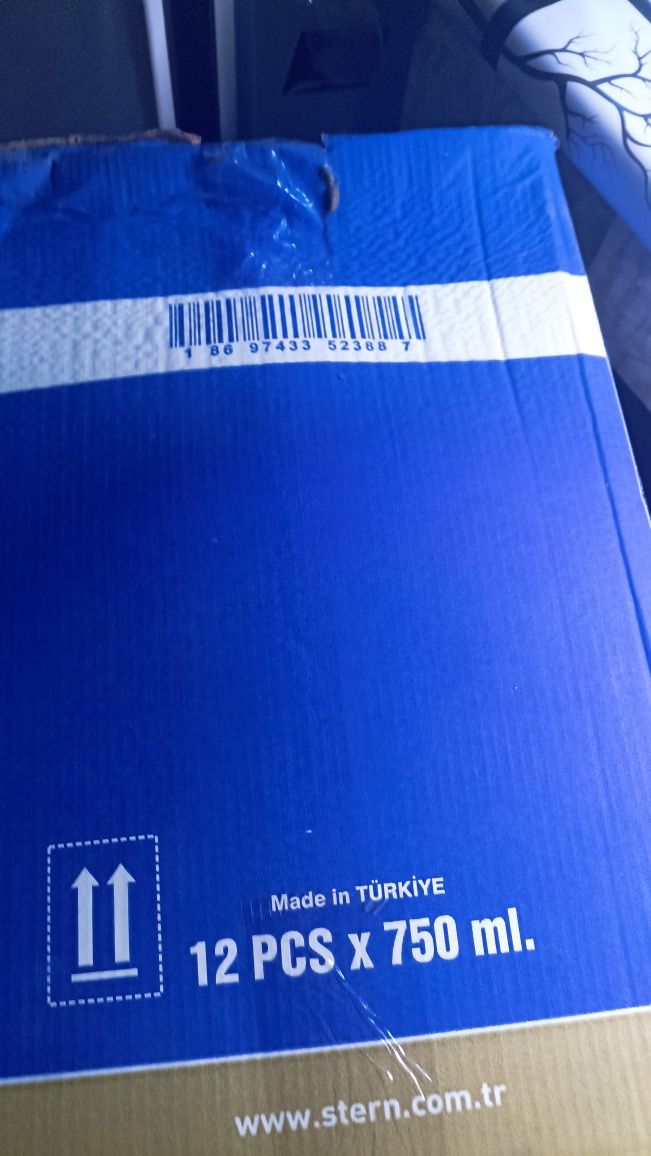 1 86 97433 52388 7
Made in TÜRKİYE
12 PCS x 750 ml.
www.stern.com.tr